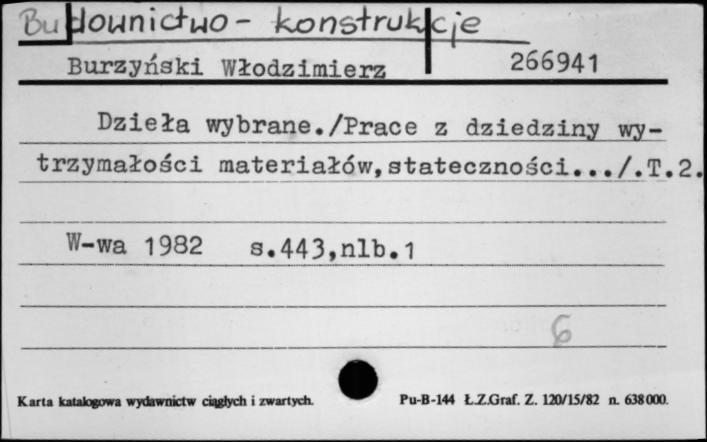 Budownictwo - konstrukcje
Burzyński Włodzimierz 266941
Dzieła wybrane./Prace z dziedziny wy-
trzymałości materiałów,stateczności.../.T.2.
W-wa 1982 s.443,nlb.1
6
Karta katalogowa wydawnictw ciągłych i zwartych. Pu-B-144 Ł.Z.Graf. Z. 120/15/82 n. 638000.